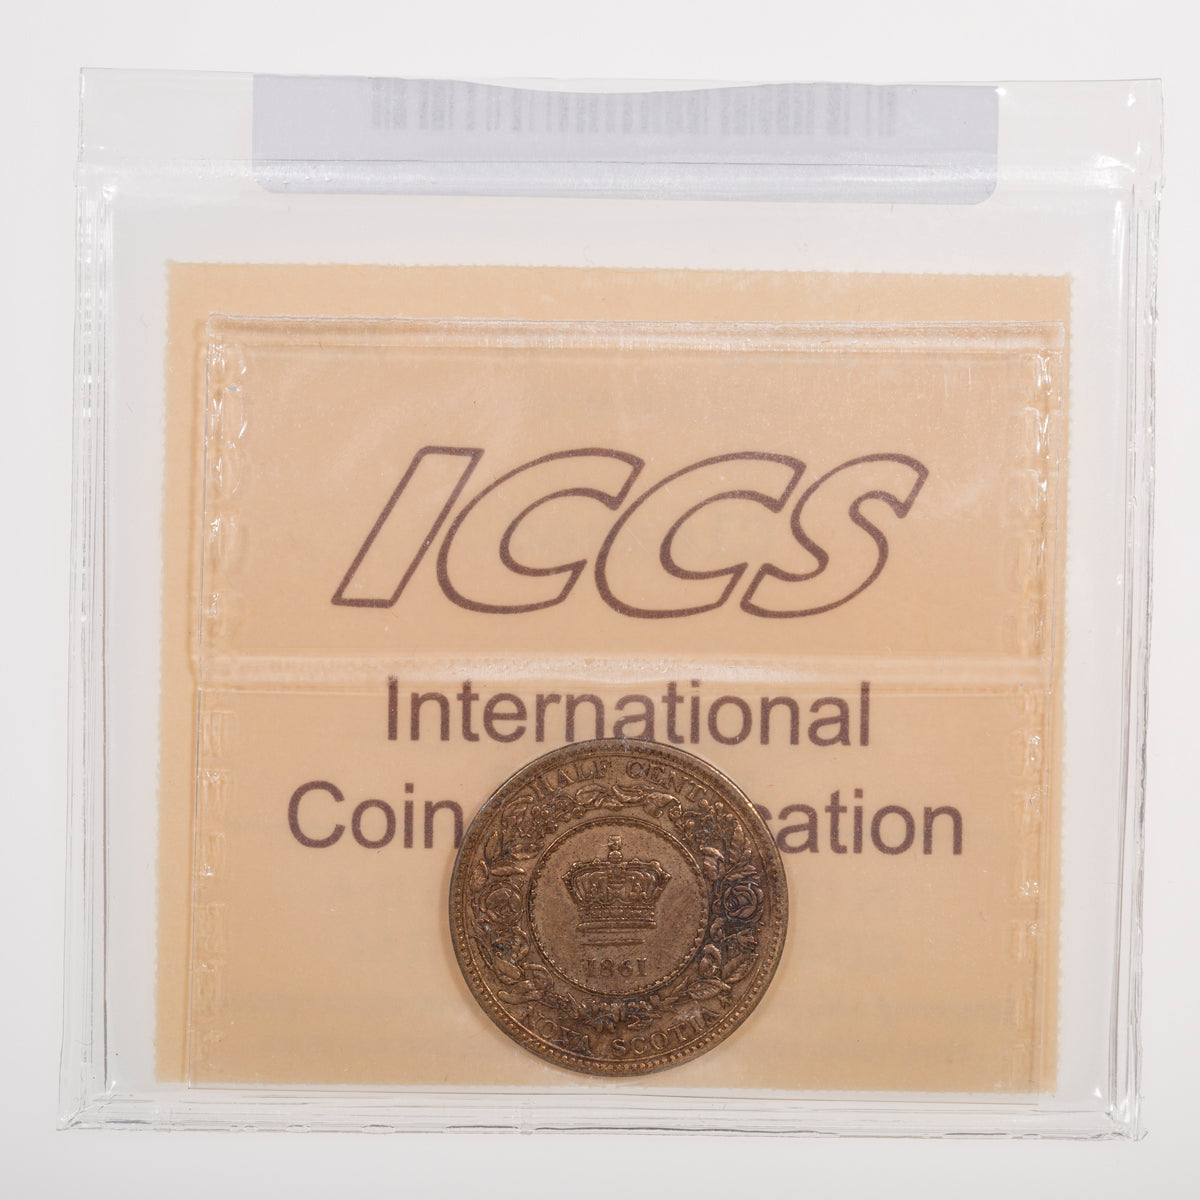 ICCS
International
Coin cation
HALF CENT
1861
NOVA SCOTIA